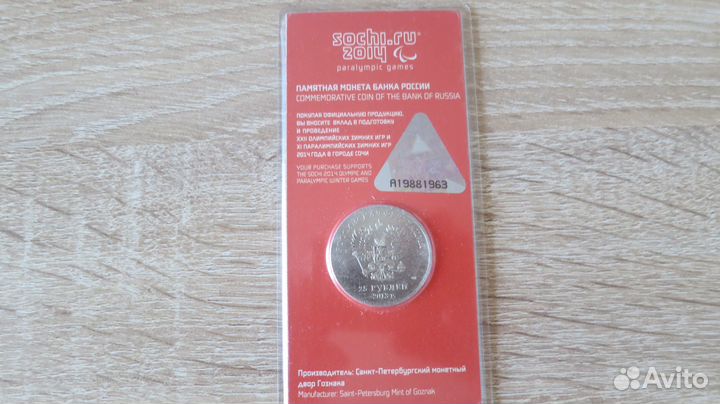 sochi.ru
2014
paralympic games
ПАМЯТНАЯ МОНЕТА БАНКА РОССИИ
COMMEMORATIVE COIN OF THE BANK OF RUSSIA
ПОКУПАЯ ОФИЦИАЛЬНУЮ ПРОДУКЦИЮ,
ВЫ ВНОСИТЕ ВКЛАД В ПОДГОТОВКУ
И ПРОВЕДЕНИЕ
XXII ОЛИМПИЙСКИХ ЗИМНИХ ИГР И
XI ПАРАЛИМПИЙСКИХ ЗИМНИХ ИГР
2014 ГОДА В ГОРОДЕ СОЧИ
YOUR PURCHASE SUPPORTS
THE SOCHI 2014 OLYMPIC AND
PARALYMPIC WINTER GAMES
A19881963
25 РУБЛЕЙ
2013 г.
Производитель: Санкт-Петербургский монетный
двор Гознака
Manufacturer: Saint-Petersburg Mint of Goznak
Avito